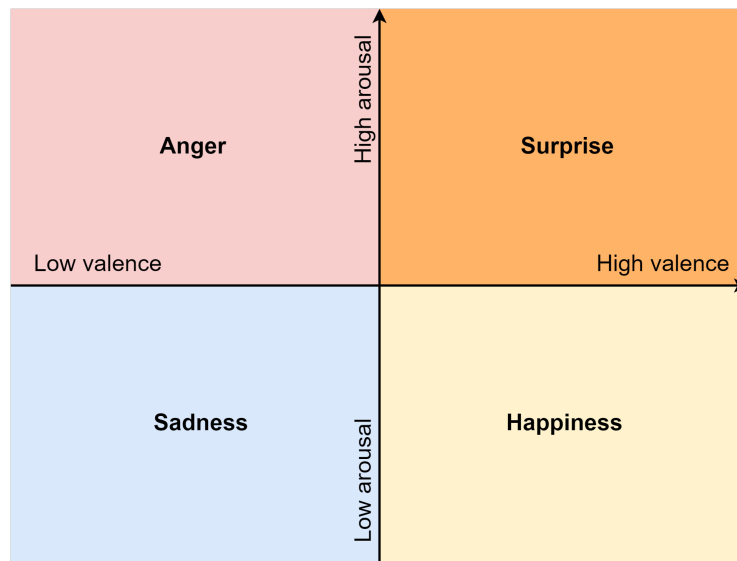 High arousal
Anger
Surprise
Low valence
High valence
Sadness
Happiness
Low arousal